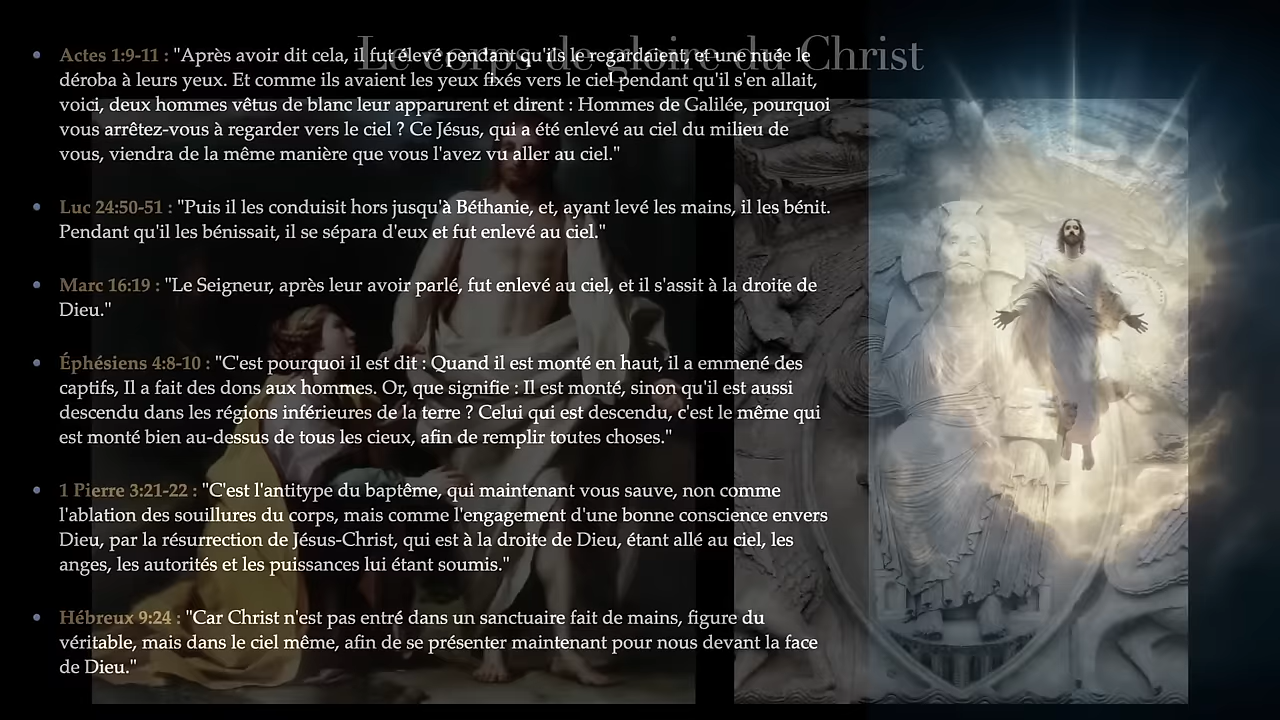 Le corps de gloire du Christ
Actes 1:9-11 : "Après avoir dit cela, il fut élevé pendant qu'ils le regardaient, et une nuée le
déroba à leurs yeux. Et comme ils avaient les yeux fixés vers le ciel pendant qu'il s'en allait,
voici, deux hommes vêtus de blanc leur apparurent et dirent : Hommes de Galilée, pourquoi
vous arrêtez-vous à regarder vers le ciel ? Ce Jésus, qui a été enlevé au ciel du milieu de
vous, viendra de la même manière que vous l'avez vu aller au ciel."
Luc 24:50-51 : "Puis il les conduisit hors jusqu'à Béthanie, et, ayant levé les mains, il les bénit.
Pendant qu'il les bénissait, il se sépara d'eux et fut enlevé au ciel."
Marc 16:19 : "Le Seigneur, après leur avoir parlé, fut enlevé au ciel, et il s'assit à la droite de
Dieu."
Éphésiens 4:8-10 : "C'est pourquoi il est dit : Quand il est monté en haut, il a emmené des
captifs, Il a fait des dons aux hommes. Or, que signifie : Il est monté, sinon qu'il est aussi
descendu dans les régions inférieures de la terre ? Celui qui est descendu, c'est le même qui
est monté bien au-dessus de tous les cieux, afin de remplir toutes choses."
1 Pierre 3:21-22 : "C'est l'antitype du baptême, qui maintenant vous sauve, non comme
l'ablation des souillures du corps, mais comme l'engagement d'une bonne conscience envers
Dieu, par la résurrection de Jésus-Christ, qui est à la droite de Dieu, étant allé au ciel, les
anges, les autorités et les puissances lui étant soumis."
Hébreux 9:24 : "Car Christ n'est pas entré dans un sanctuaire fait de mains, figure du
véritable, mais dans le ciel même, afin de se présenter maintenant pour nous devant la face
de Dieu."